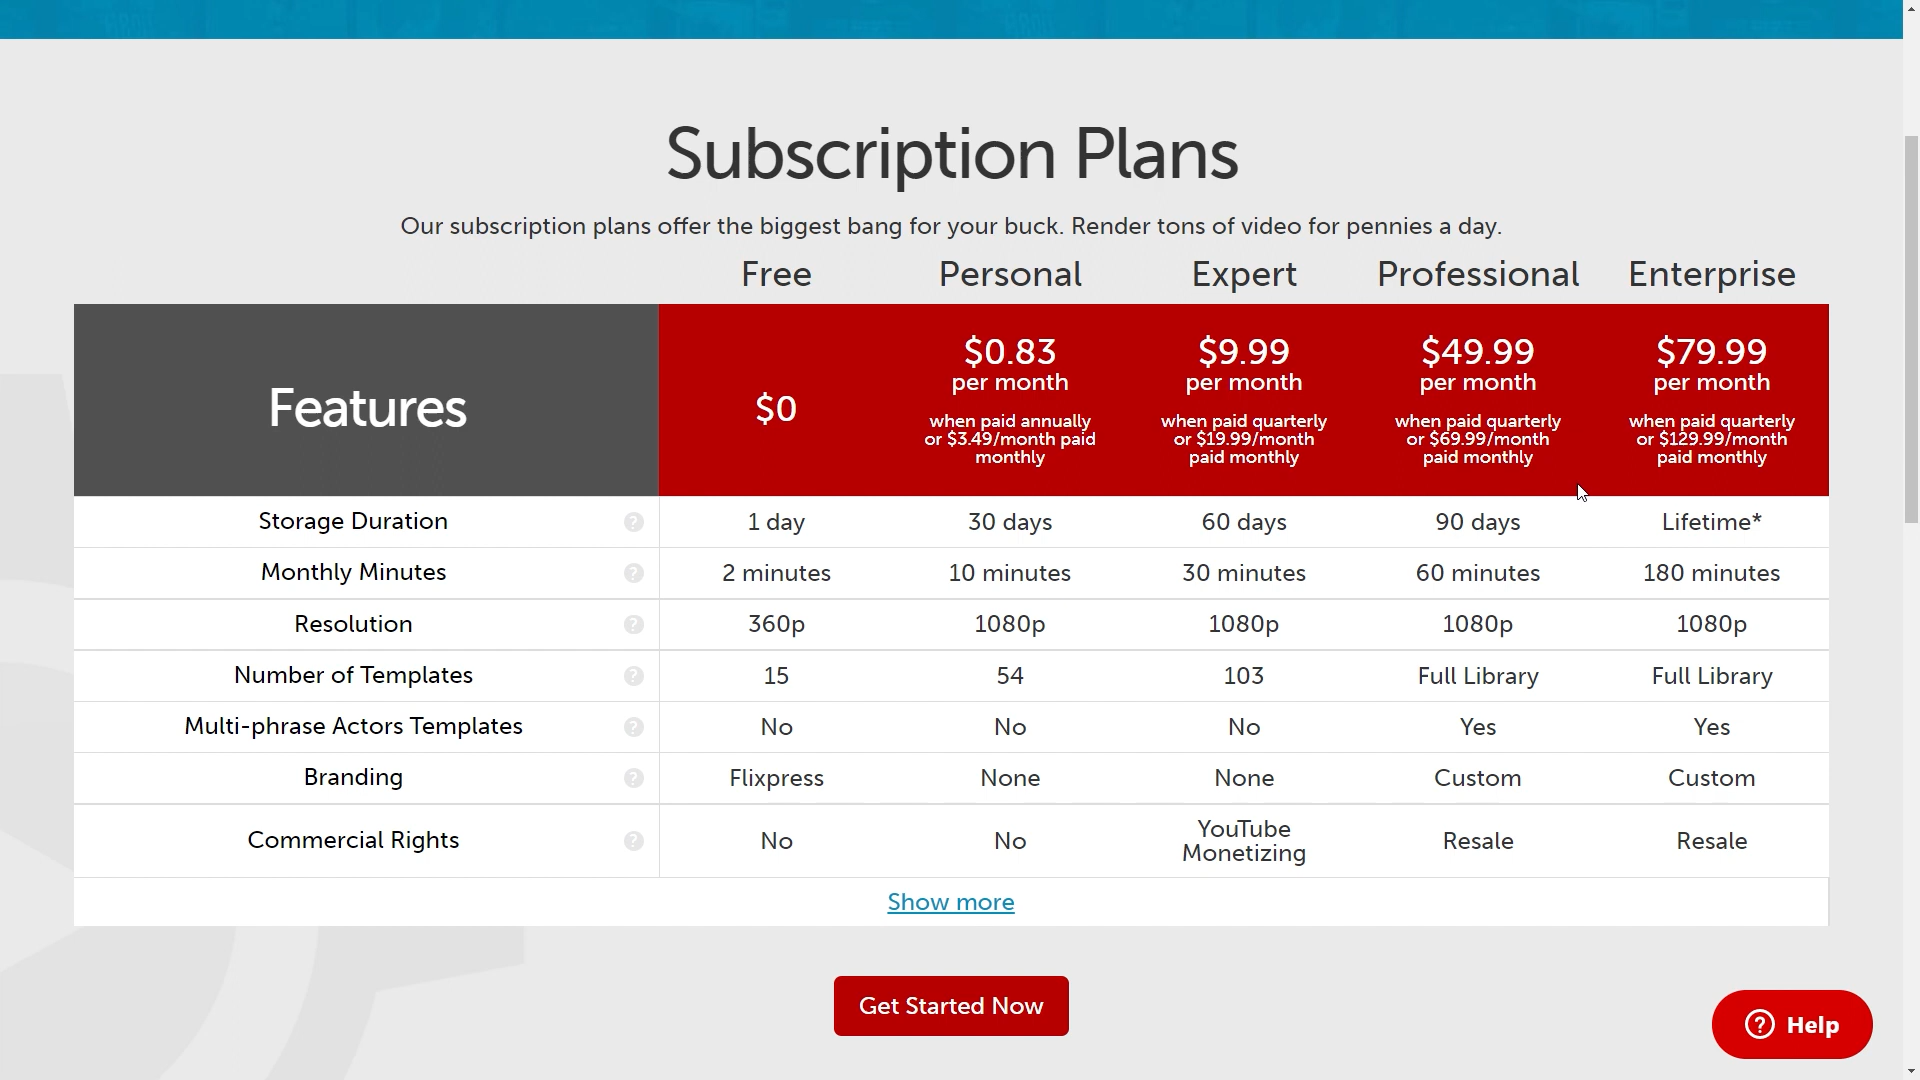 Subscription Plans
Our subscription plans offer the biggest bang for your buck. Render tons of video for pennies a day.
Free Personal Expert Professional Enterprise
Features
$0
$0.83
per month
when paid annually
or $3.49/month paid
monthly
$9.99
per month
when paid quarterly
or $19.99/month
paid monthly
$49.99
per month
when paid quarterly
or $69.99/month
paid monthly
$79.99
per month
when paid quarterly
or $129.99/month
paid monthly
Storage Duration ? 1 day 30 days 60 days 90 days Lifetime*
Monthly Minutes ? 2 minutes 10 minutes 30 minutes 60 minutes 180 minutes
Resolution ? 360p 1080p 1080p 1080p 1080p
Number of Templates ? 15 54 103 Full Library Full Library
Multi-phrase Actors Templates ? No No No Yes Yes
Branding ? Flixpress None None Custom Custom
Commercial Rights ? No No YouTube
Monetizing Resale Resale
Show more
Get Started Now
? Help